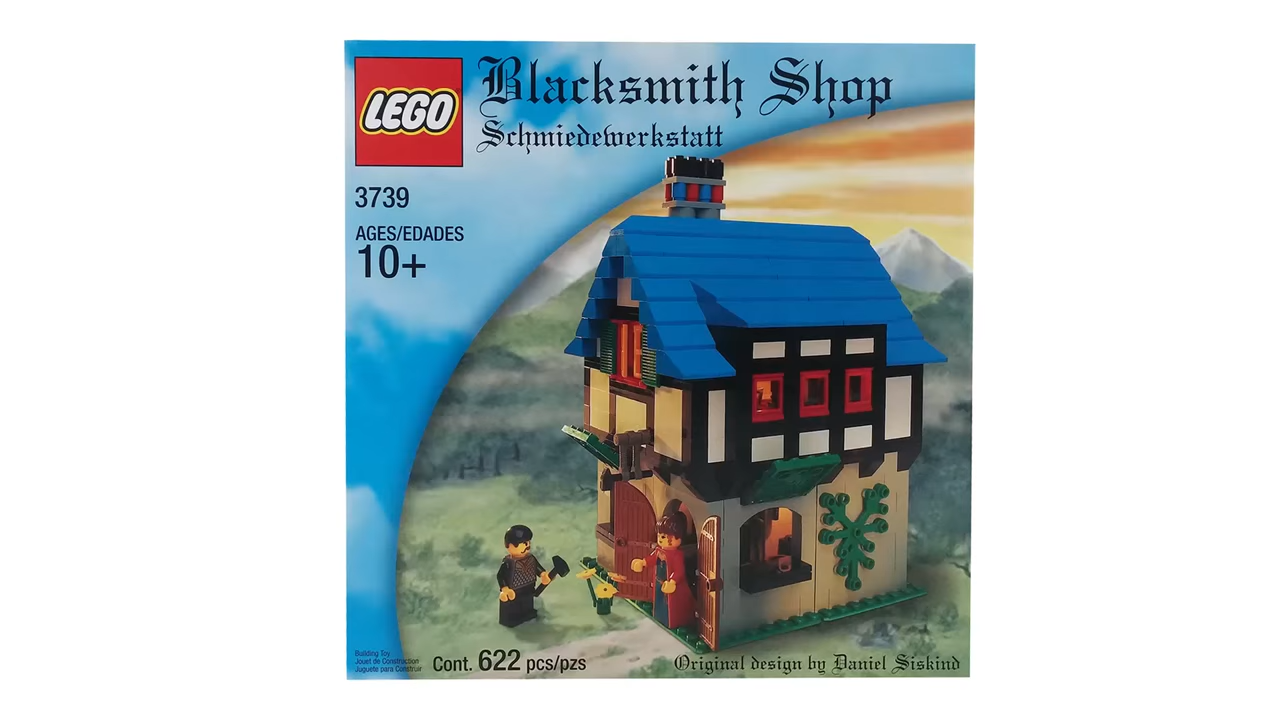 LEGO
Blacksmith Shop
Schmiedewerkstatt
3739
AGES/EDADES
10+
Building Toy
Jouet de Construction
Juguete para Construir
Cont. 622 pcs/pzs
Original design by Daniel Siskind